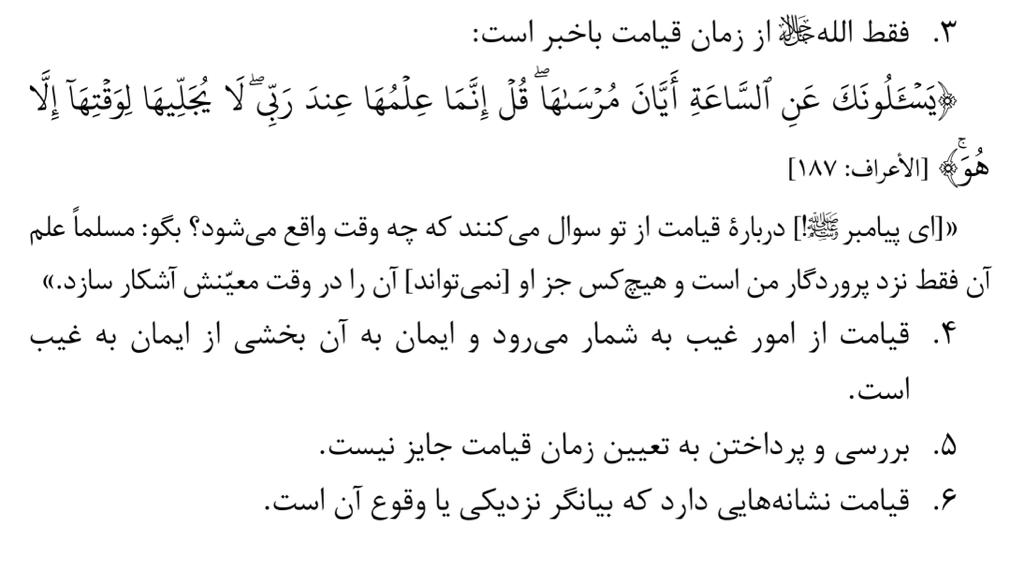 ۳. فقط الله ﷻ از زمان قیامت باخبر است:
﴿يَسۡـَٔلُونَكَ عَنِ ٱلسَّاعَةِ أَيَّانَ مُرۡسَىٰهَاۖ قُلۡ إِنَّمَا عِلۡمُهَا عِندَ رَبِّيۖ لَا يُجَلِّيهَا لِوَقۡتِهَآ إِلَّا
هُوَۚ﴾ [الأعراف: ۱۸۷]
«[ای پیامبر ﷺ!] دربارهٔ قیامت از تو سوال می‌کنند که چه وقت واقع می‌شود؟ بگو: مسلماً علم
آن فقط نزد پروردگار من است و هیچ‌کس جز او [نمی‌تواند] آن را در وقت معیّنش آشکار سازد.»
۴. قیامت از امور غیب به شمار می‌رود و ایمان به آن بخشی از ایمان به غیب
است.
۵. بررسی و پرداختن به تعیین زمان قیامت جایز نیست.
۶. قیامت نشانه‌هایی دارد که بیانگر نزدیکی یا وقوع آن است.